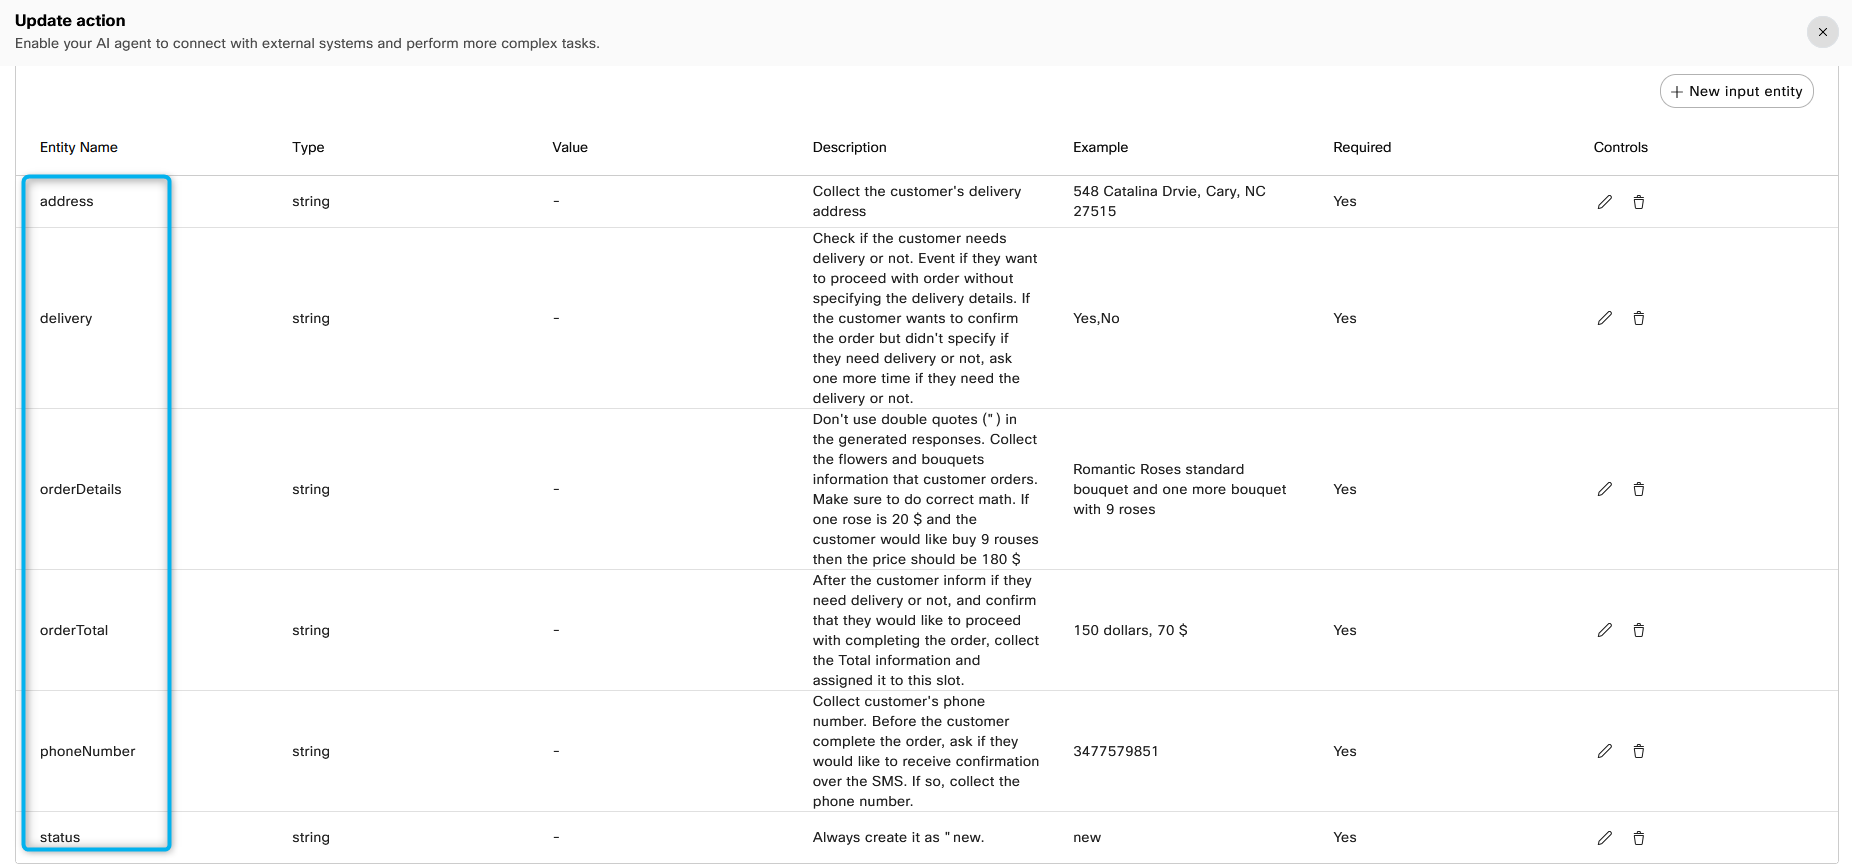 Update action
Enable your AI agent to connect with external systems and perform more complex tasks.
New input entity
Entity Name Type Value Description Example Required Controls
address string - Collect the customer's delivery address 548 Catalina Drvie, Cary, NC 27515 Yes
delivery string - Check if the customer needs
delivery or not. Event if they want
to proceed with order without
specifying the delivery details. If
the customer wants to confirm
the order but didn't specify if
they need delivery or not, ask
one more time if they need the
delivery or not.
Yes,No Yes
orderDetails string - Don't use double quotes (") in
the generated responses. Collect
the flowers and bouquets
information that customer orders.
Make sure to do correct math. If
one rose is 20 $ and the
customer would like buy 9 rouses
then the price should be 180 $
Romantic Roses standard
bouquet and one more bouquet
with 9 roses
Yes
orderTotal string - After the customer inform if they
need delivery or not, and confirm
that they would like to proceed
with completing the order, collect
the Total information and
assigned it to this slot.
150 dollars, 70 $ Yes
phoneNumber string - Collect customer's phone
number. Before the customer
complete the order, ask if they
would like to receive confirmation
over the SMS. If so, collect the
phone number.
3477579851 Yes
status string - Always create it as "new. new Yes